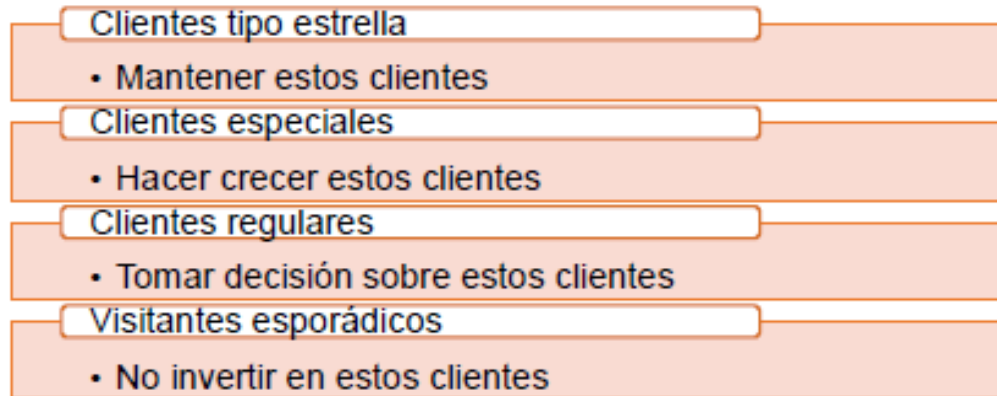 Clientes tipo estrella
• Mantener estos clientes
Clientes especiales
• Hacer crecer estos clientes
Clientes regulares
• Tomar decisión sobre estos clientes
Visitantes esporádicos
• No invertir en estos clientes